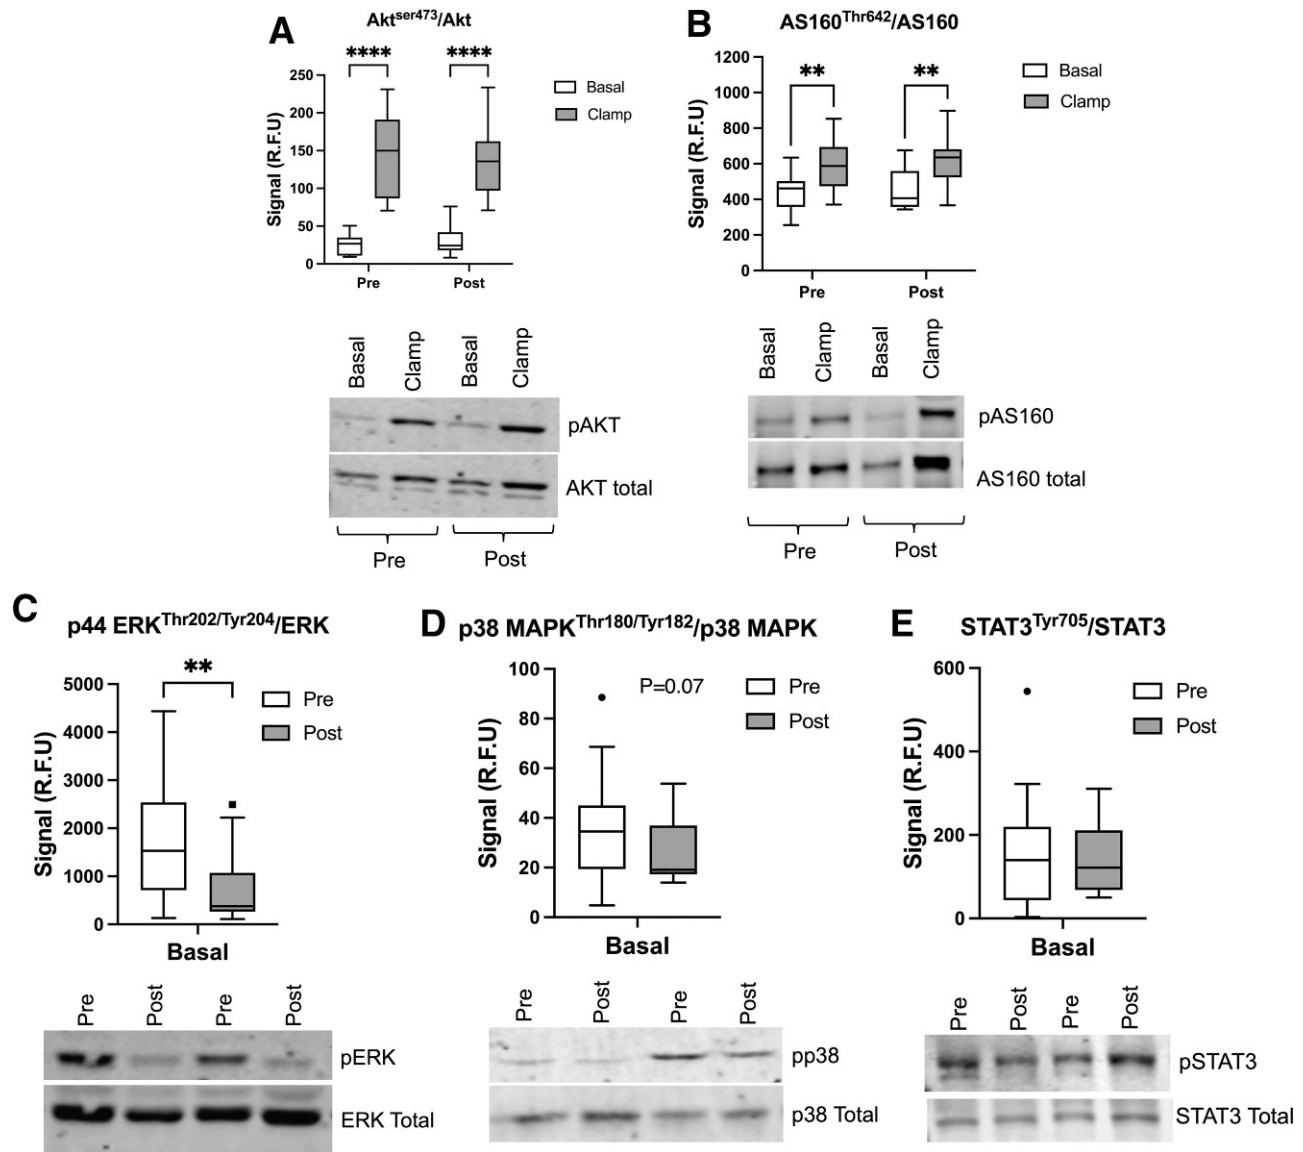 A
Akt^ser473/Akt
**** ****
250
200
150
100
50
0
Signal (R.F.U)
Pre Post
Basal
Clamp
Basal Clamp Basal Clamp
pAKT
AKT total
Pre Post
B
AS160^Thr642/AS160
** **
1200
1000
800
600
400
200
0
Signal (R.F.U)
Pre Post
Basal
Clamp
Basal Clamp Basal Clamp
pAS160
AS160 total
Pre Post
C
p44 ERK^Thr202/Tyr204/ERK
**
5000
4000
3000
2000
1000
0
Signal (R.F.U)
Basal
Pre
Post
Pre Post Pre Post
pERK
ERK Total
D
p38 MAPK^Thr180/Tyr182/p38 MAPK
P=0.07
100
80
60
40
20
0
Signal (R.F.U)
Basal
Pre
Post
Pre Post Pre Post
pp38
p38 Total
E
STAT3^Tyr705/STAT3
600
400
200
0
Signal (R.F.U)
Basal
Pre
Post
Pre Post Pre Post
pSTAT3
STAT3 Total